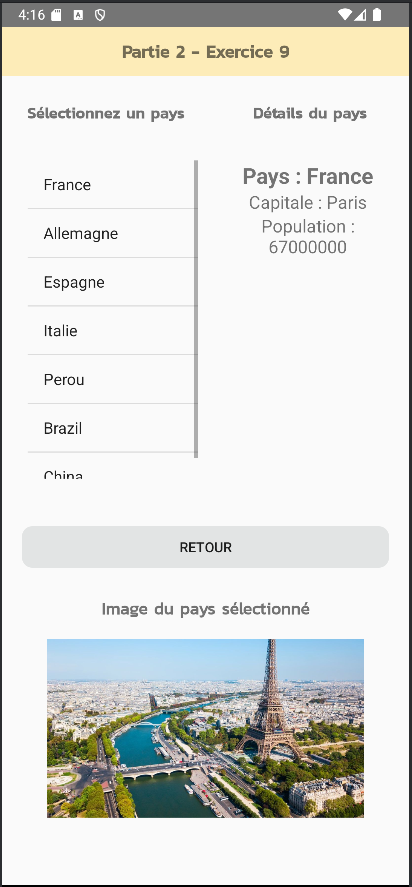 4:16
Partie 2 - Exercice 9
Sélectionnez un pays
Détails du pays
France
Allemagne
Espagne
Italie
Perou
Brazil
China
Pays : France
Capitale : Paris
Population :
67000000
RETOUR
Image du pays sélectionné